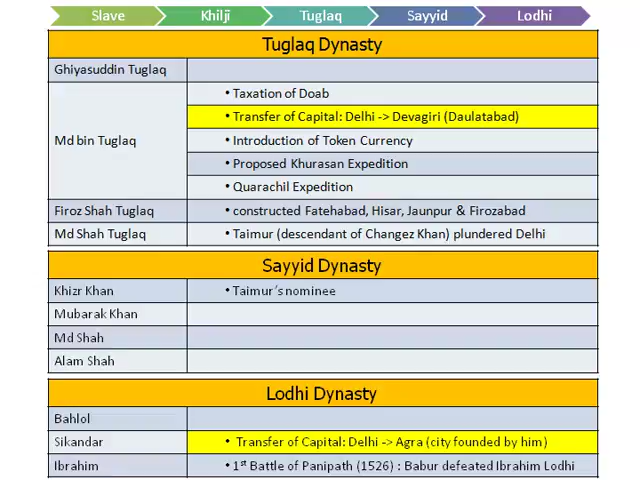 Slave Khilji Tuglaq Sayyid Lodhi
Tuglaq Dynasty
Ghiyasuddin Tuglaq
Md bin Tuglaq
• Taxation of Doab
• Transfer of Capital: Delhi -> Devagiri (Daulatabad)
• Introduction of Token Currency
• Proposed Khurasan Expedition
• Quarachil Expedition
Firoz Shah Tuglaq • constructed Fatehabad, Hisar, Jaunpur & Firozabad
Md Shah Tuglaq • Taimur (descendant of Changez Khan) plundered Delhi
Sayyid Dynasty
Khizr Khan • Taimur's nominee
Mubarak Khan
Md Shah
Alam Shah
Lodhi Dynasty
Bahlol
Sikandar • Transfer of Capital: Delhi -> Agra (city founded by him)
Ibrahim • 1st Battle of Panipath (1526) : Babur defeated Ibrahim Lodhi